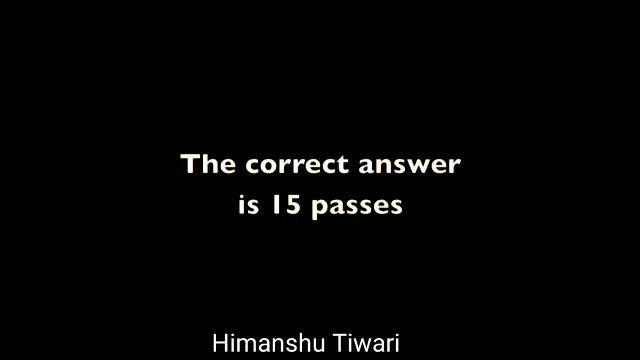 The correct answer
is 15 passes
Himanshu Tiwari